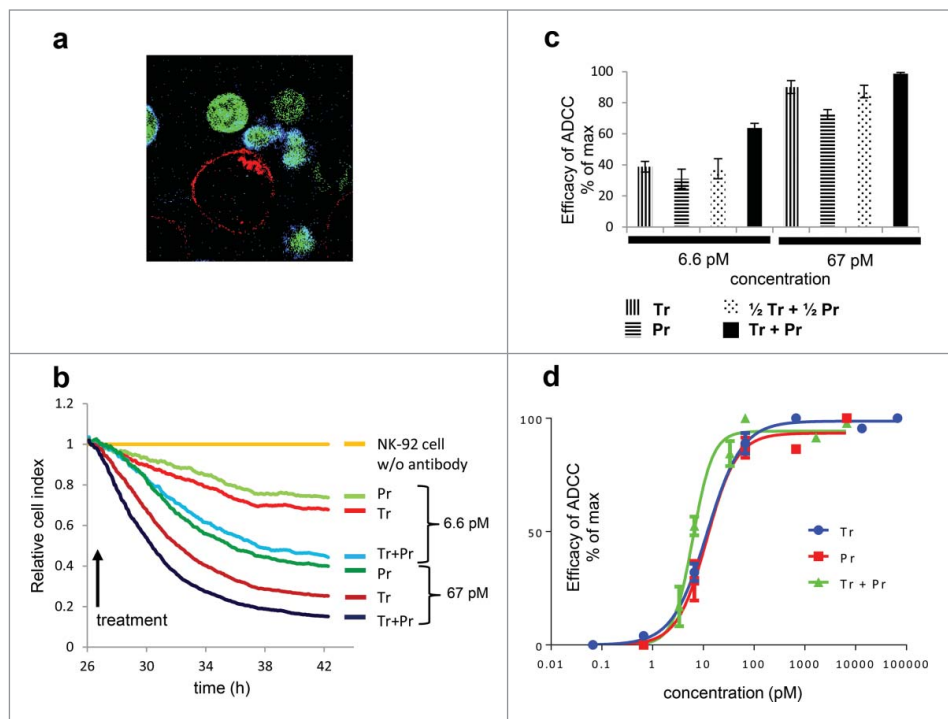 a
c
100
80
60
40
20
0
Efficacy of ADCC
% of max
6.6 pM
67 pM
concentration
Tr
½ Tr + ½ Pr
Pr
Tr + Pr
b
1.2
1
0.8
0.6
0.4
0.2
0
Relative cell index
NK-92 cell
w/o antibody
Pr
Tr
6.6 pM
Tr+Pr
Pr
Tr
67 pM
Tr+Pr
treatment
26
30
34
38
42
time (h)
d
100
50
0
Efficacy of ADCC
% of max
Tr
Pr
Tr + Pr
0.01
0.1
1
10
100
1000
10000
100000
concentration (pM)